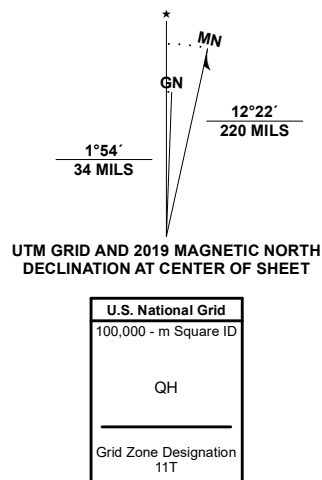 ★
MN
GN
12°22´
220 MILS
1°54´
34 MILS
UTM GRID AND 2019 MAGNETIC NORTH
DECLINATION AT CENTER OF SHEET
U.S. National Grid
100,000 - m Square ID
QH
Grid Zone Designation
11T